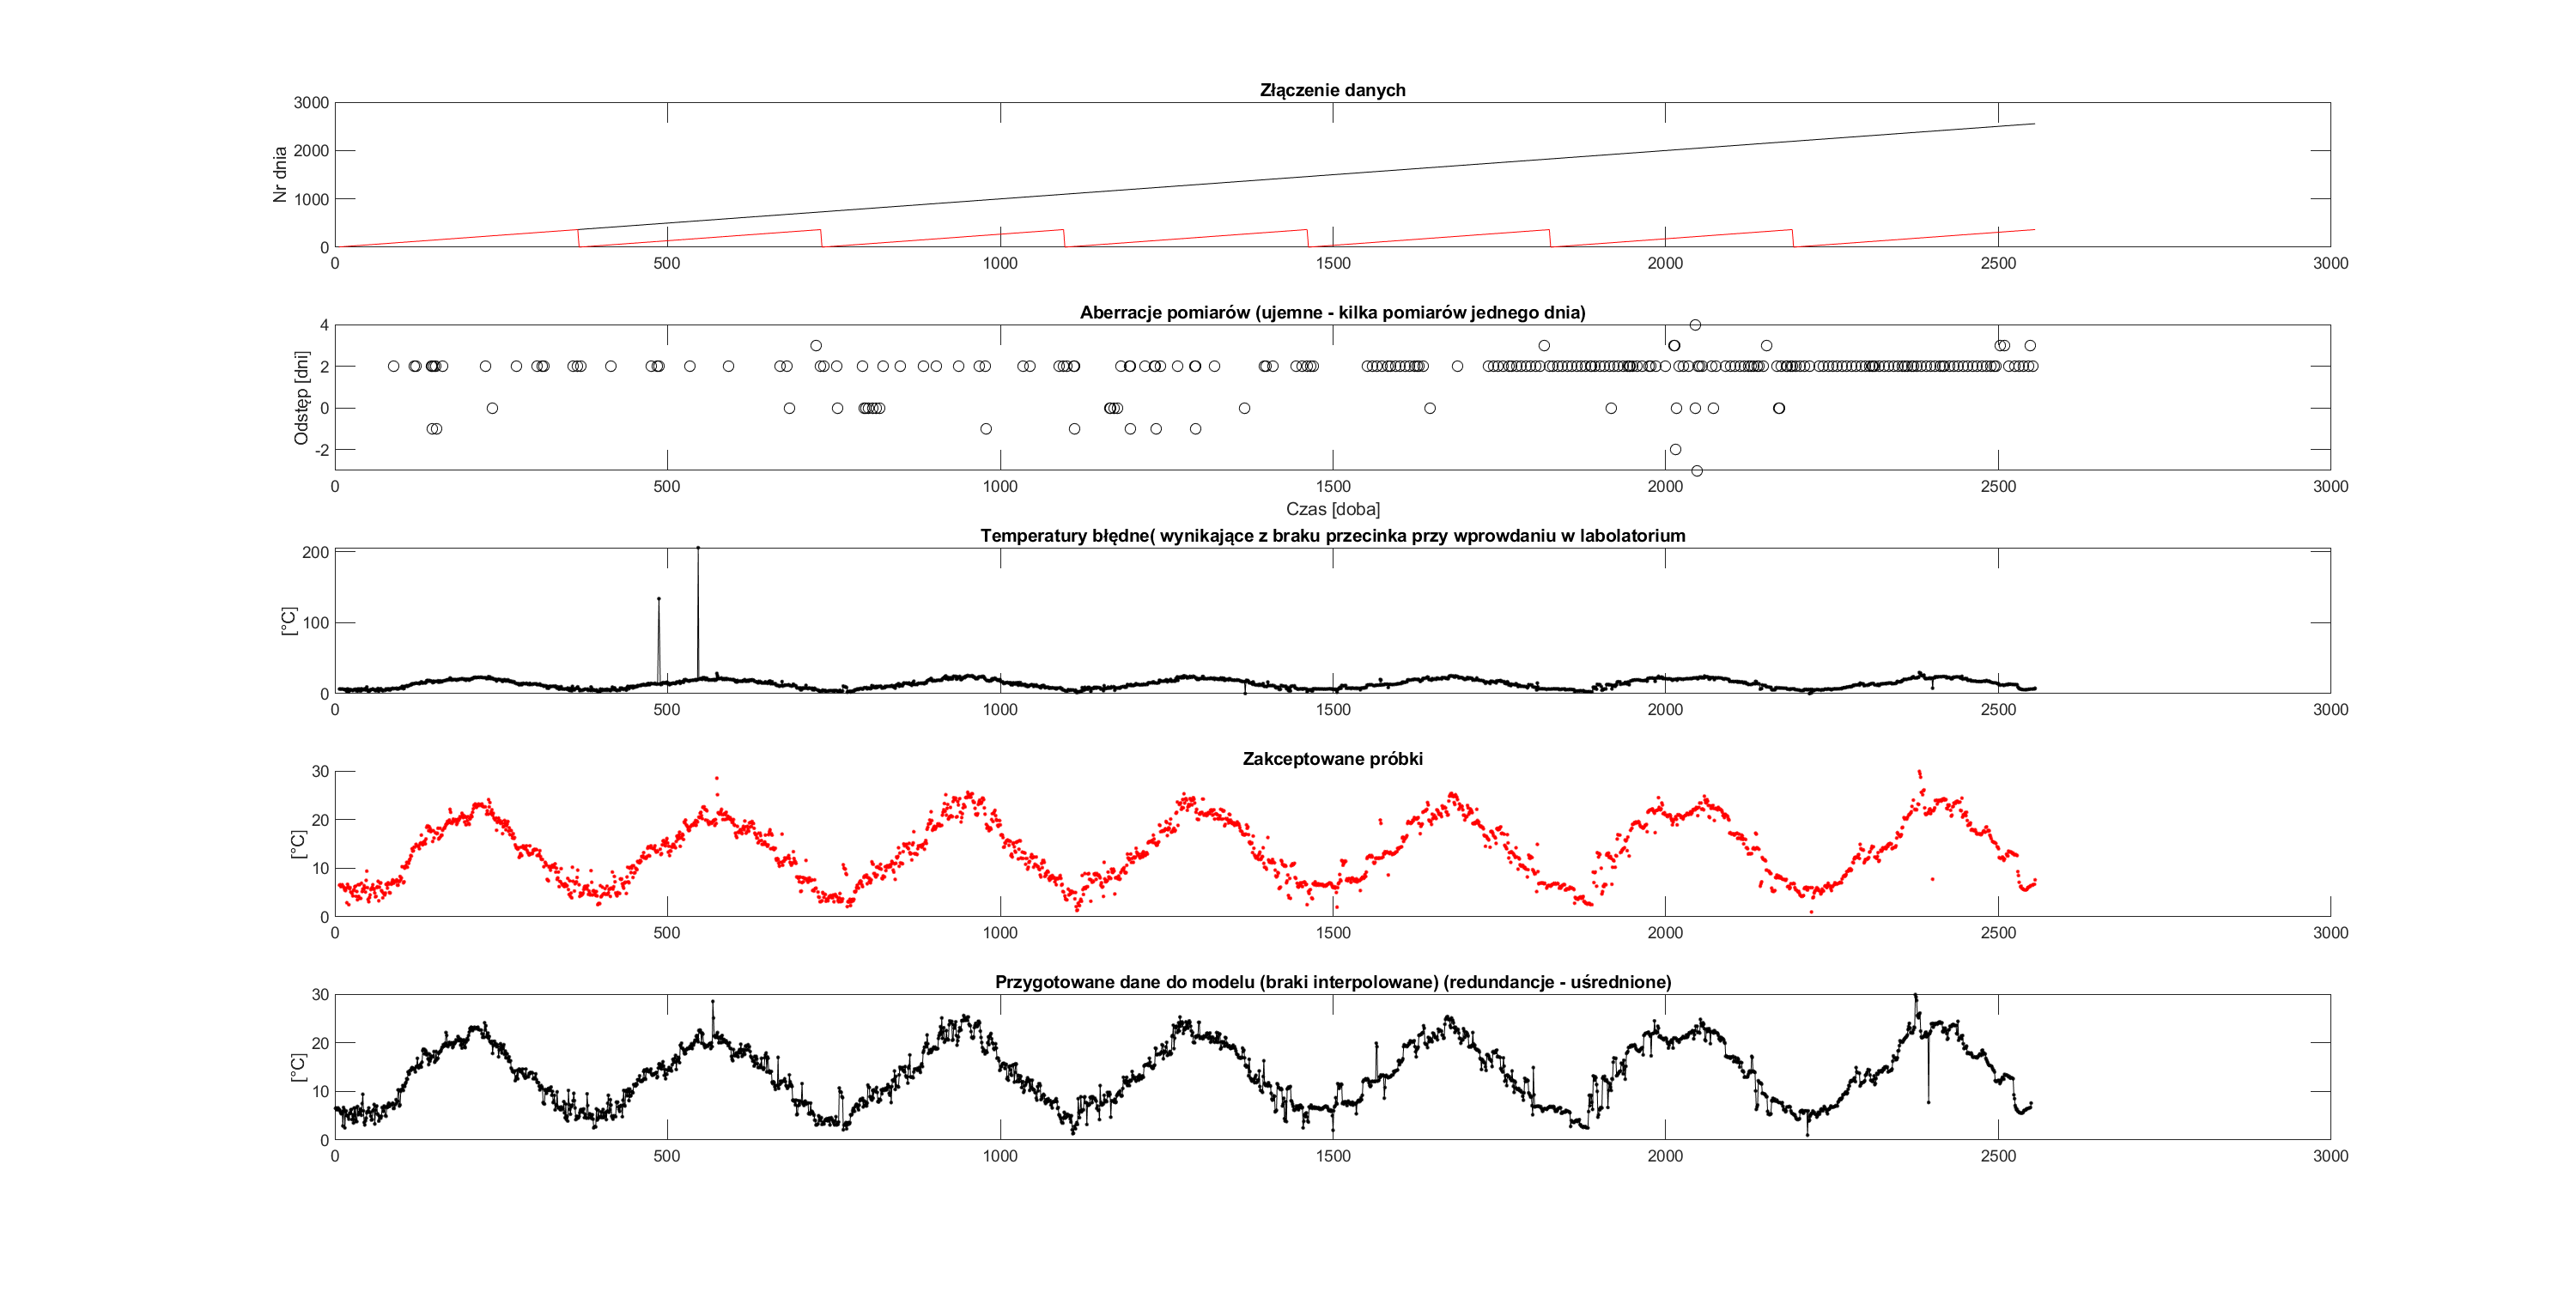 Złączenie danych
3000
2000
1000
0
Nr dnia
0 500 1000 1500 2000 2500 3000
Aberracje pomiarów (ujemne - kilka pomiarów jednego dnia)
4
2
0
-2
Odstęp [dni]
0 500 1000 1500 2000 2500 3000
Czas [doba]
Temperatury błędne( wynikające z braku przecinka przy wprowdaniu w labolatorium
200
100
0
[°C]
0 500 1000 1500 2000 2500 3000
Zakceptowane próbki
30
20
10
0
[°C]
0 500 1000 1500 2000 2500 3000
Przygotowane dane do modelu (braki interpolowane) (redundancje - uśrednione)
30
20
10
0
[°C]
0 500 1000 1500 2000 2500 3000